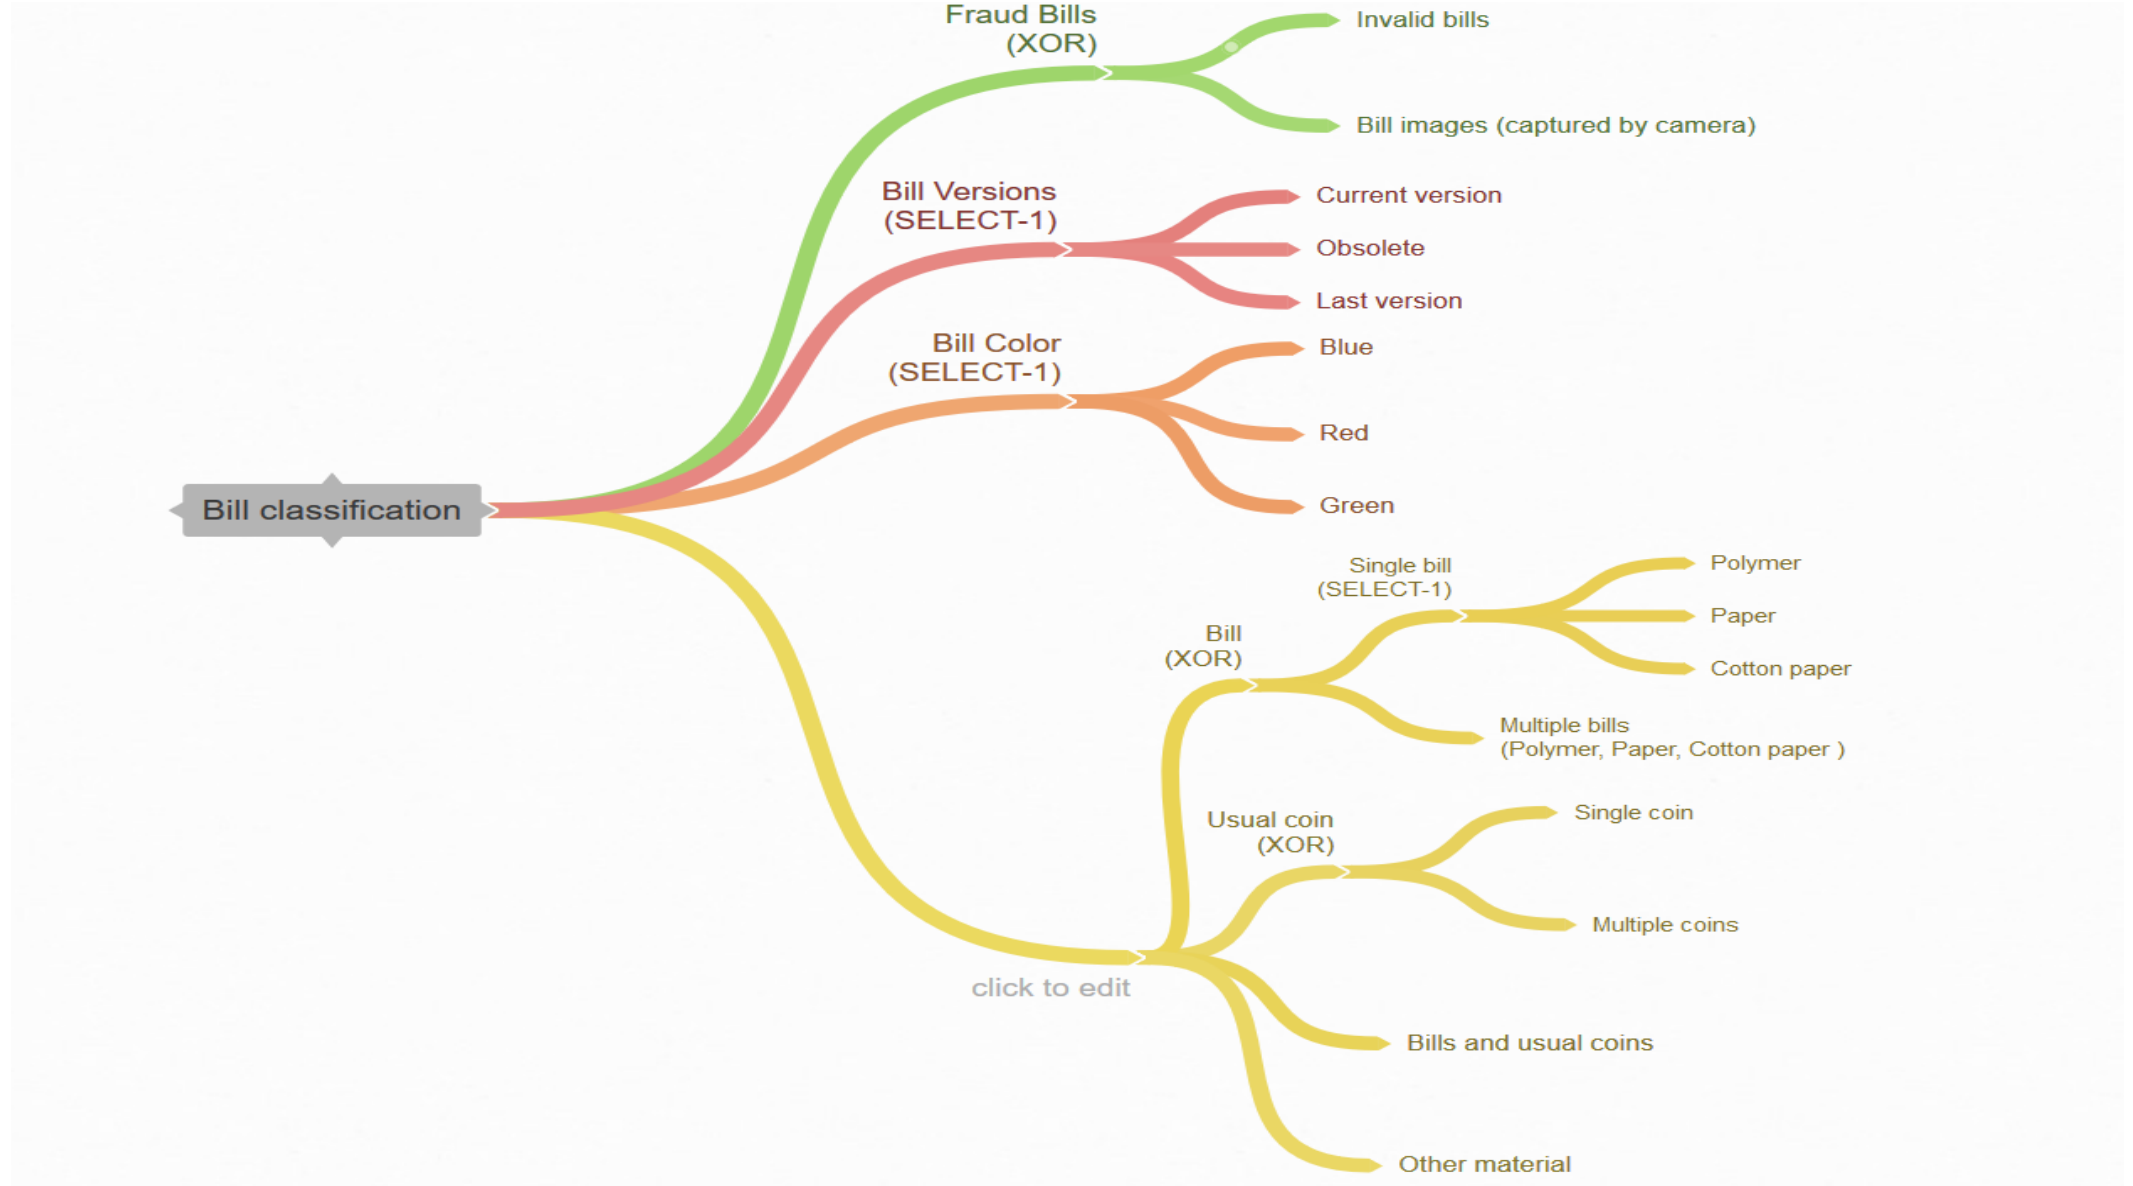 Fraud Bills
(XOR)
Invalid bills
Bill images (captured by camera)
Bill Versions
(SELECT-1)
Current version
Obsolete
Last version
Bill Color
(SELECT-1)
Blue
Red
Green
Bill classification
Single bill
(SELECT-1)
Polymer
Paper
Cotton paper
Bill
(XOR)
Multiple bills
(Polymer, Paper, Cotton paper )
Usual coin
(XOR)
Single coin
Multiple coins
click to edit
Bills and usual coins
Other material